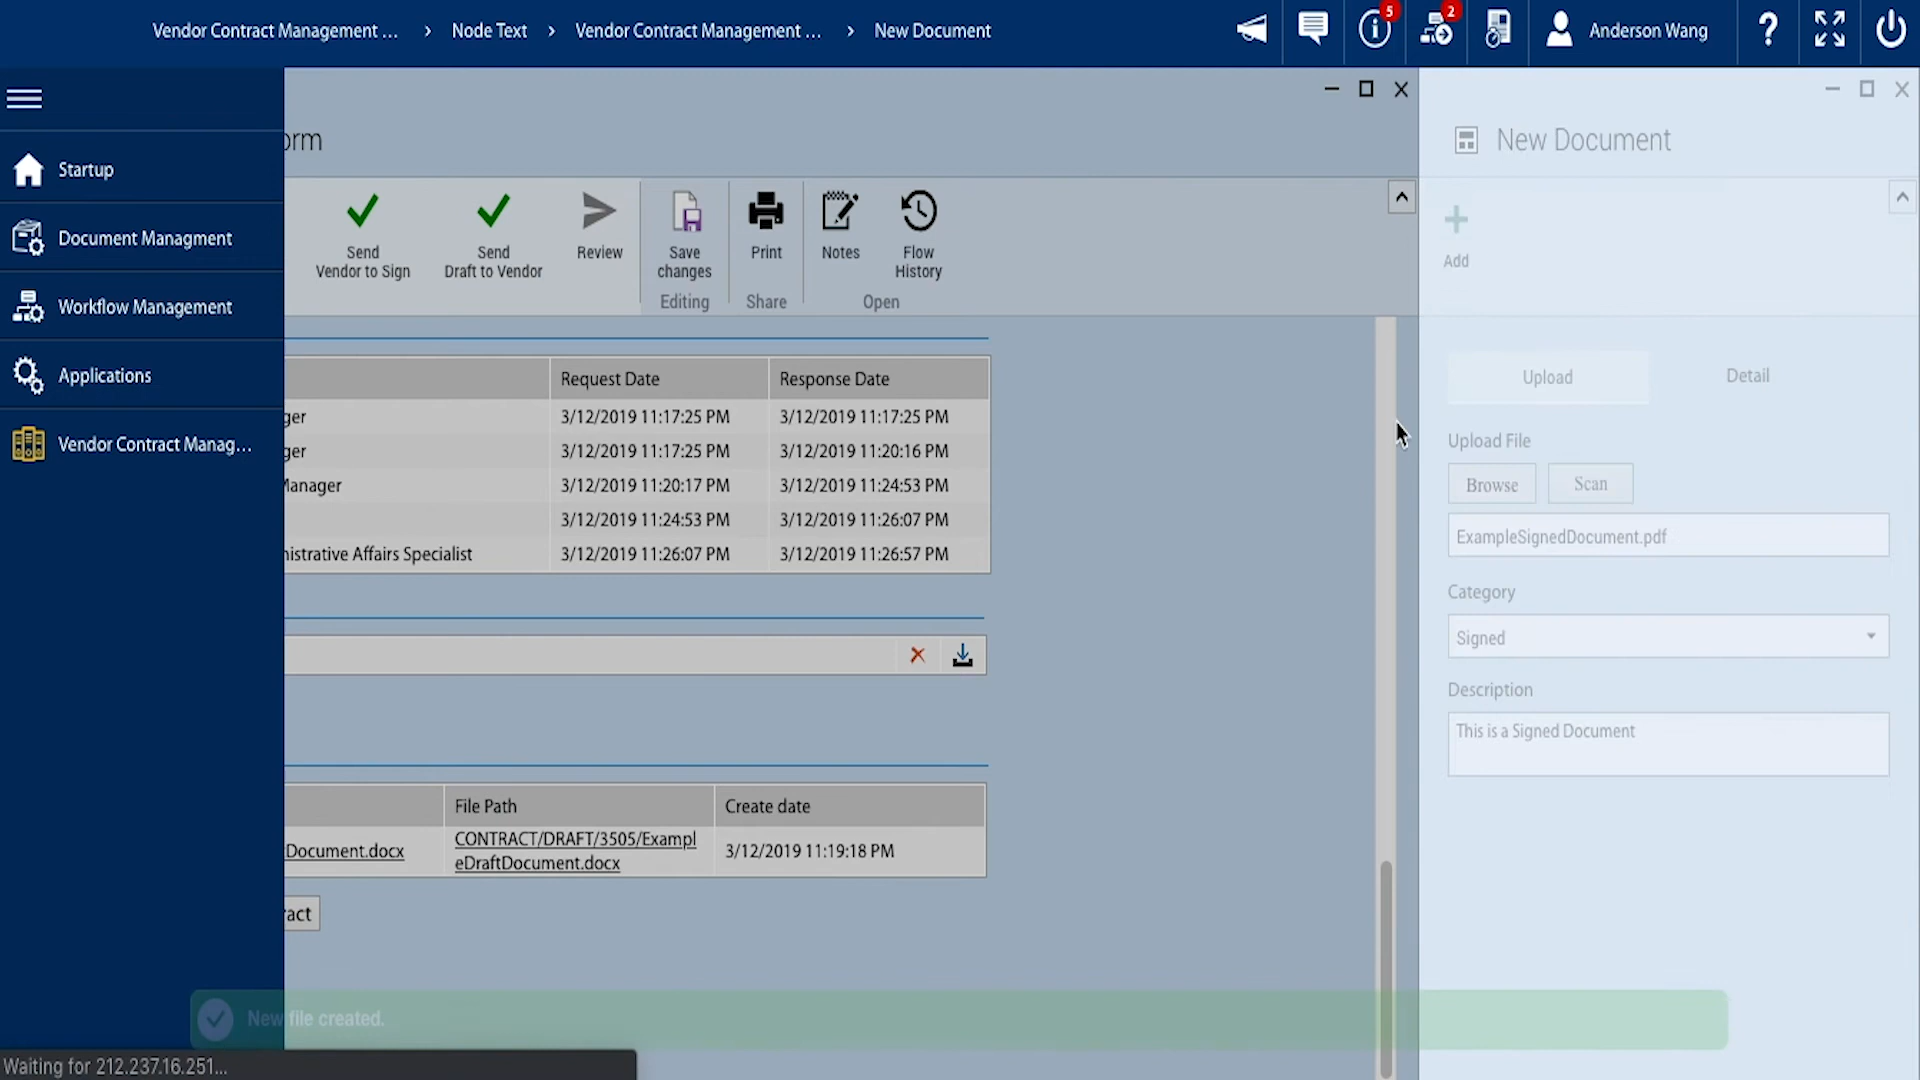 Vendor Contract Management ... › Node Text › Vendor Contract Management ... › New Document
5
2
Anderson Wang
?
Startup
Document Managment
Workflow Management
Applications
Vendor Contract Manag...
orm
Send
Vendor to Sign
Send
Draft to Vendor
Review
Save
changes
Print
Notes
Flow
History
Editing
Share
Open
Request Date
Response Date
ger
3/12/2019 11:17:25 PM
3/12/2019 11:17:25 PM
ger
3/12/2019 11:17:25 PM
3/12/2019 11:20:16 PM
Manager
3/12/2019 11:20:17 PM
3/12/2019 11:24:53 PM
3/12/2019 11:24:53 PM
3/12/2019 11:26:07 PM
nistrative Affairs Specialist
3/12/2019 11:26:07 PM
3/12/2019 11:26:57 PM
File Path
Create date
Document.docx
CONTRACT/DRAFT/3505/Exampl
eDraftDocument.docx
3/12/2019 11:19:18 PM
ract
New Document
Add
Upload
Detail
Upload File
Browse
Scan
ExampleSignedDocument.pdf
Category
Signed
Description
This is a Signed Document
New file created.
Waiting for 212.237.16.251...